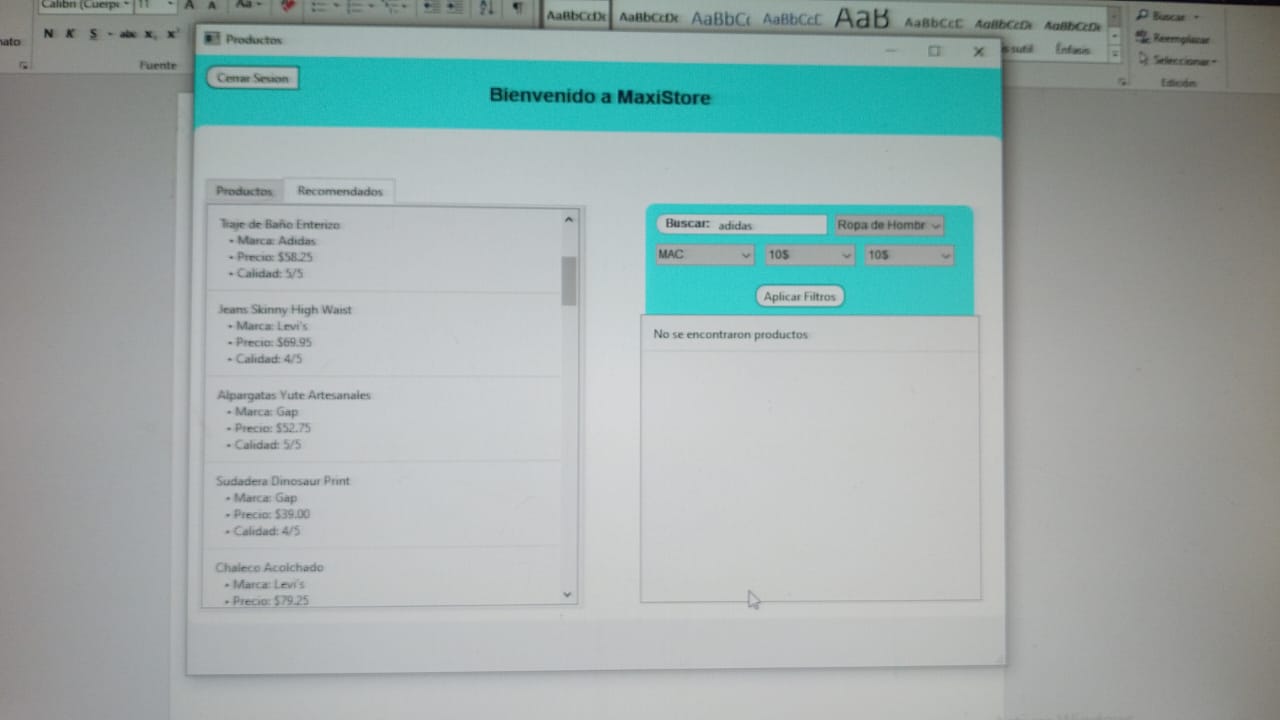 Calibri (Cuerpo
11
A A Aa
AaBbCcDc AaBbCcDc AaBbCc AaBbCcC AaB AaBbCcC AaBbCcDc AaBbCcDc
Buscar
N K S abc x, x'
Reemplazar
Énfasis
Seleccionar
Fuente
Edición
Productos
Cerrar Sesion
Bienvenido a MaxiStore
Productos Recomendados
Traje de Baño Enterizo
• Marca: Adidas
• Precio: $58.25
• Calidad: 5/5
Jeans Skinny High Waist
• Marca: Levi's
• Precio: $69.95
• Calidad: 4/5
Alpargatas Yute Artesanales
• Marca: Gap
• Precio: $52.75
• Calidad: 5/5
Sudadera Dinosaur Print
• Marca: Gap
• Precio: $39.00
• Calidad: 4/5
Chaleco Acolchado
• Marca: Levi's
• Precio: $79.25
Buscar: adidas Ropa de Hombr
MAC 10$ 10$
Aplicar Filtros
No se encontraron productos